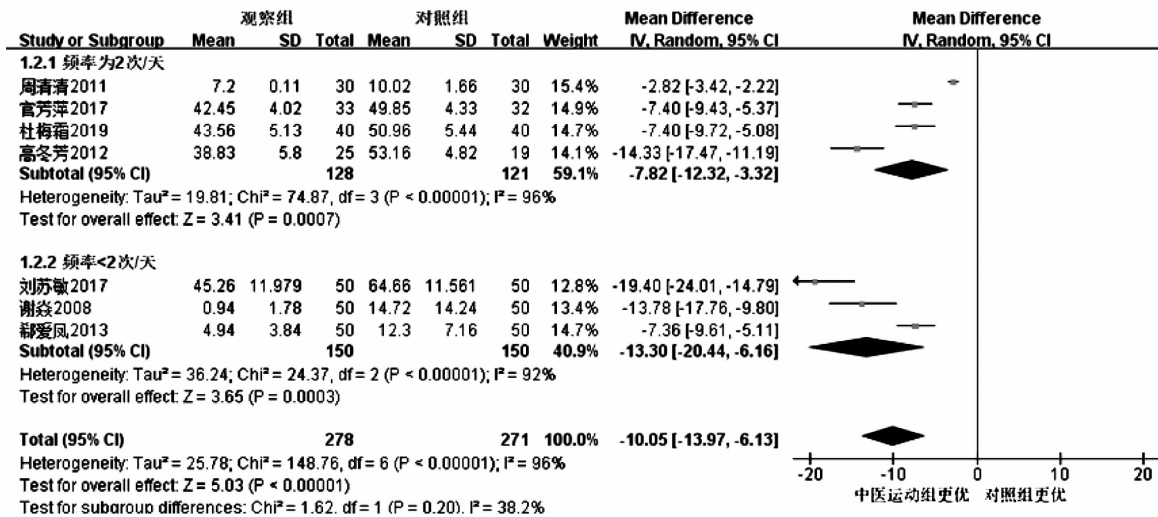 观察组 对照组 Mean Difference Mean Difference
Study or Subgroup Mean SD Total Mean SD Total Weight IV, Random, 95% CI IV, Random, 95% CI
1.2.1 频率为2次/天
周清清2011 7.2 0.11 30 10.02 1.66 30 15.4% -2.82 [-3.42, -2.22]
官芳萍2017 42.45 4.02 33 49.85 4.33 32 14.9% -7.40 [-9.43, -5.37]
杜梅霜2019 43.56 5.13 40 50.96 5.44 40 14.7% -7.40 [-9.72, -5.08]
高冬芳2012 38.83 5.8 25 53.16 4.82 19 14.1% -14.33 [-17.47, -11.19]
Subtotal (95% CI) 128 121 59.1% -7.82 [-12.32, -3.32]
Heterogeneity: Tau² = 19.81; Chi² = 74.87, df = 3 (P < 0.00001); I² = 96%
Test for overall effect: Z = 3.41 (P = 0.0007)
1.2.2 频率<2次/天
刘苏敏2017 45.26 11.979 50 64.66 11.561 50 12.8% -19.40 [-24.01, -14.79]
谢焱2008 0.94 1.78 50 14.72 14.24 50 13.4% -13.78 [-17.76, -9.80]
郗爱凤2013 4.94 3.84 50 12.3 7.16 50 14.7% -7.36 [-9.61, -5.11]
Subtotal (95% CI) 150 150 40.9% -13.30 [-20.44, -6.16]
Heterogeneity: Tau² = 36.24; Chi² = 24.37, df = 2 (P < 0.00001); I² = 92%
Test for overall effect: Z = 3.65 (P = 0.0003)
Total (95% CI) 278 271 100.0% -10.05 [-13.97, -6.13]
Heterogeneity: Tau² = 25.78; Chi² = 148.76, df = 6 (P < 0.00001); I² = 96%
Test for overall effect: Z = 5.03 (P < 0.00001)
Test for subgroup differences: Chi² = 1.62, df = 1 (P = 0.20), I² = 38.2%
-20 -10 0 10 20
中医运动组更优 对照组更优